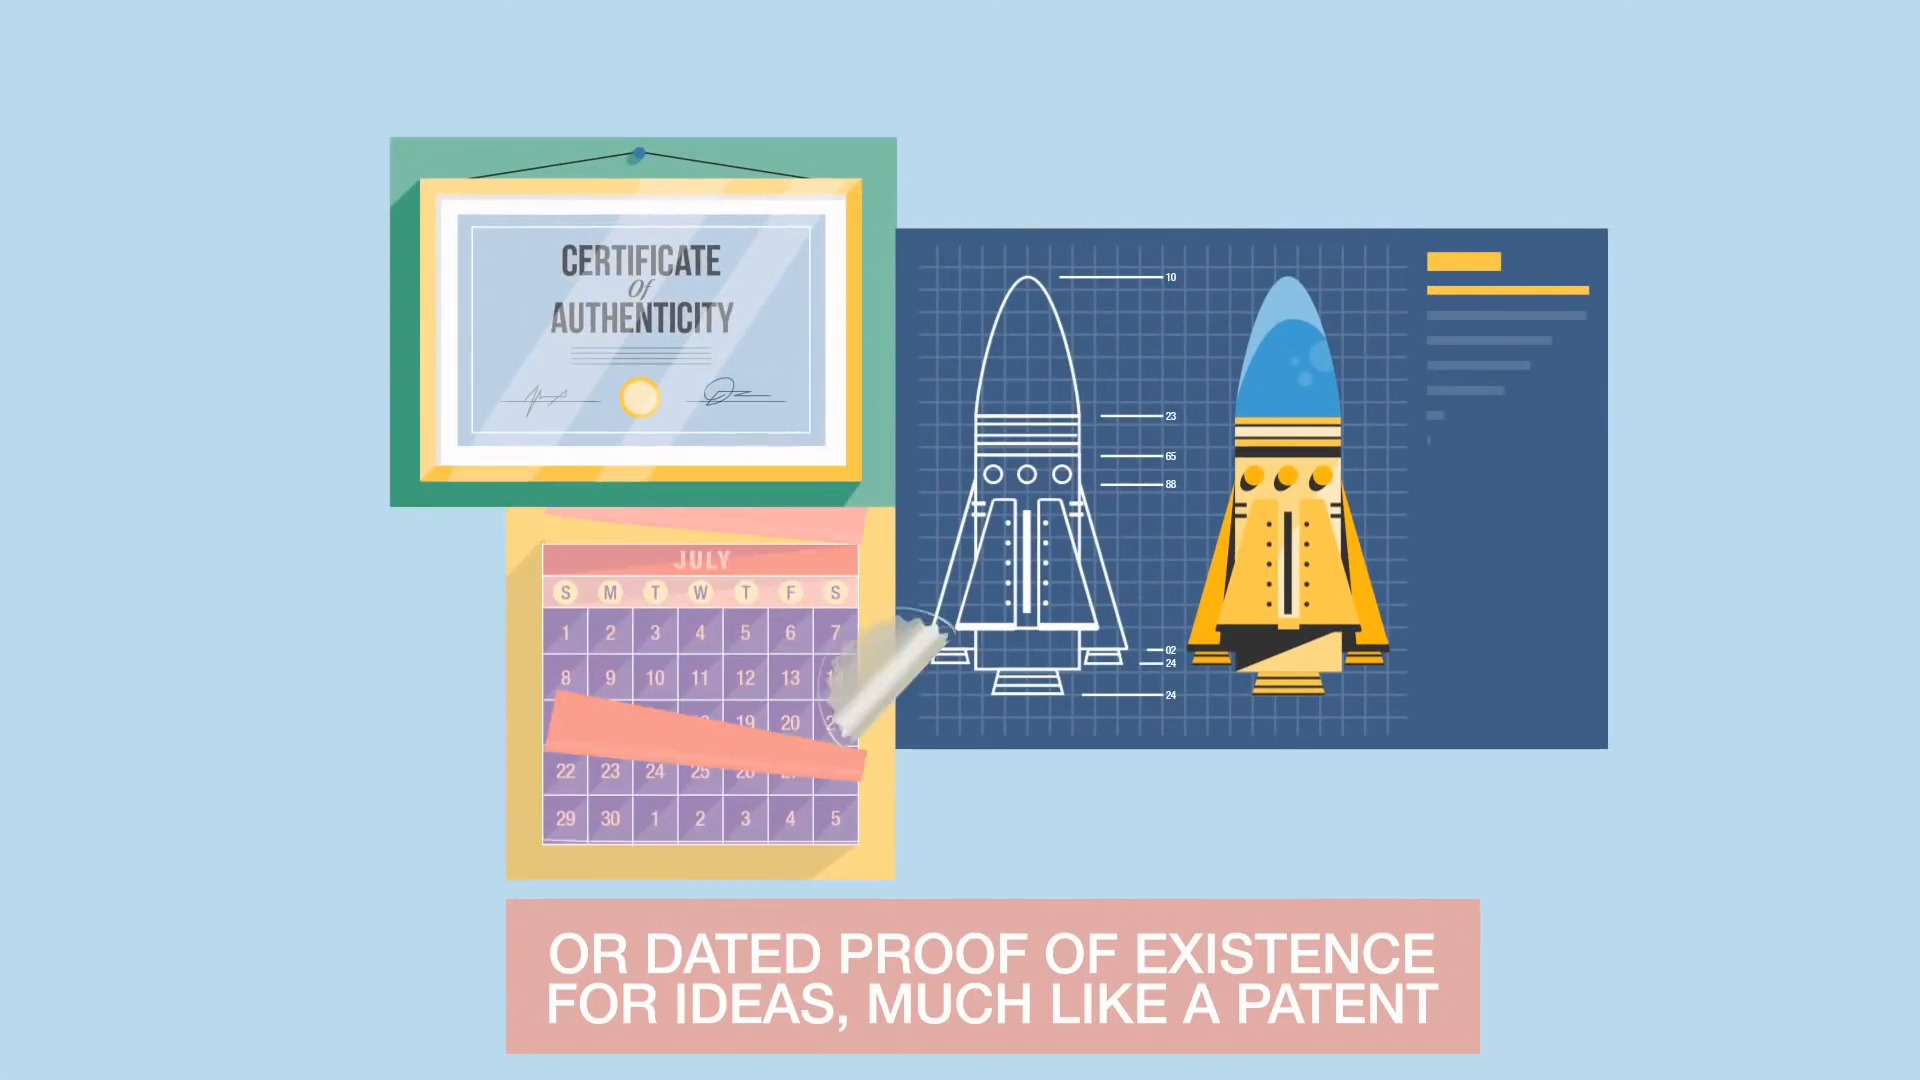 CERTIFICATE
Of
AUTHENTICITY
10
23
65
88
02
24
24
JULY
S M T W T F S
1 2 3 4 5 6 7
8 9 10 11 12 13
19 20
22 23 24 25
29 30 1 2 3 4 5
OR DATED PROOF OF EXISTENCE
FOR IDEAS, MUCH LIKE A PATENT